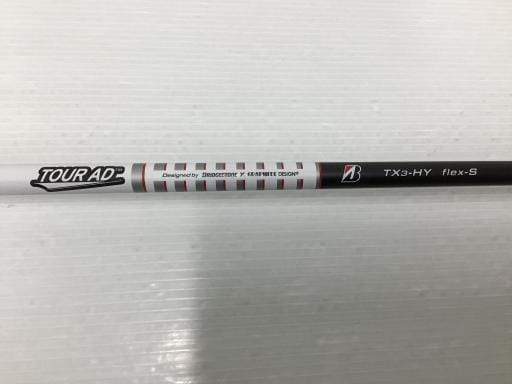 TOUR AD
Designed by BRIDGESTONE × GRAPHITE DESIGN®
B TX3-HY flex-S